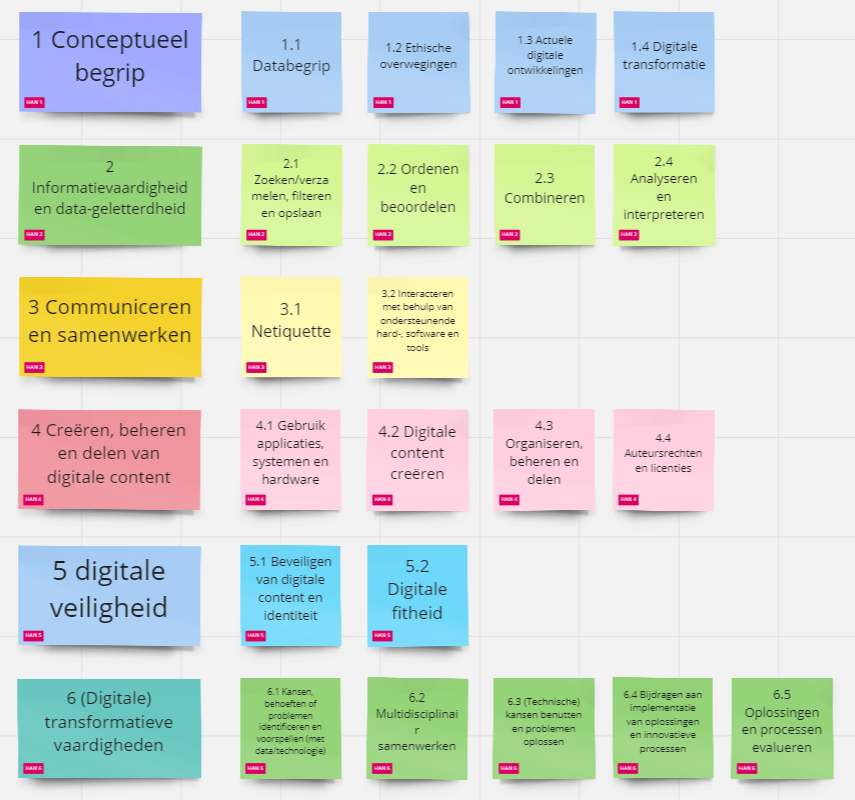 1 Conceptueel
begrip
HAN 1
1.1
Databegrip
HAN 1
1.2 Ethische
overwegingen
HAN 1
1.3 Actuele
digitale
ontwikkelingen
HAN 1
1.4 Digitale
transformatie
HAN 1
2
Informatievaardigheid
en data-geletterdheid
HAN 2
2.1
Zoeken/verza
melen, filteren
en opslaan
HAN 2
2.2 Ordenen
en
beoordelen
HAN 2
2.3
Combineren
HAN 2
2.4
Analyseren
en
interpreteren
HAN 2
3 Communiceren
en samenwerken
HAN 3
3.1
Netiquette
HAN 3
3.2 Interacteren
met behulp van
ondersteunende
hard-, software en
tools
HAN 3
4 Creëren, beheren
en delen van
digitale content
HAN 4
4.1 Gebruik
applicaties,
systemen en
hardware
HAN 4
4.2 Digitale
content
creëren
HAN 4
4.3
Organiseren,
beheren en
delen
HAN 4
4.4
Auteursrechten
en licenties
HAN 4
5 digitale
veiligheid
HAN 5
5.1 Beveiligen
van digitale
content en
identiteit
HAN 5
5.2
Digitale
fitheid
HAN 5
6 (Digitale)
transformatieve
vaardigheden
HAN 6
6.1 Kansen,
behoeften of
problemen
identificeren en
voorspellen (met
data/technologie)
HAN 6
6.2
Multidisciplinai
r
samenwerken
HAN 6
6.3 (Technische)
kansen benutten
en problemen
oplossen
HAN 6
6.4 Bijdragen aan
implementatie
van oplossingen
en innovatieve
processen
HAN 6
6.5
Oplossingen
en processen
evalueren
HAN 6